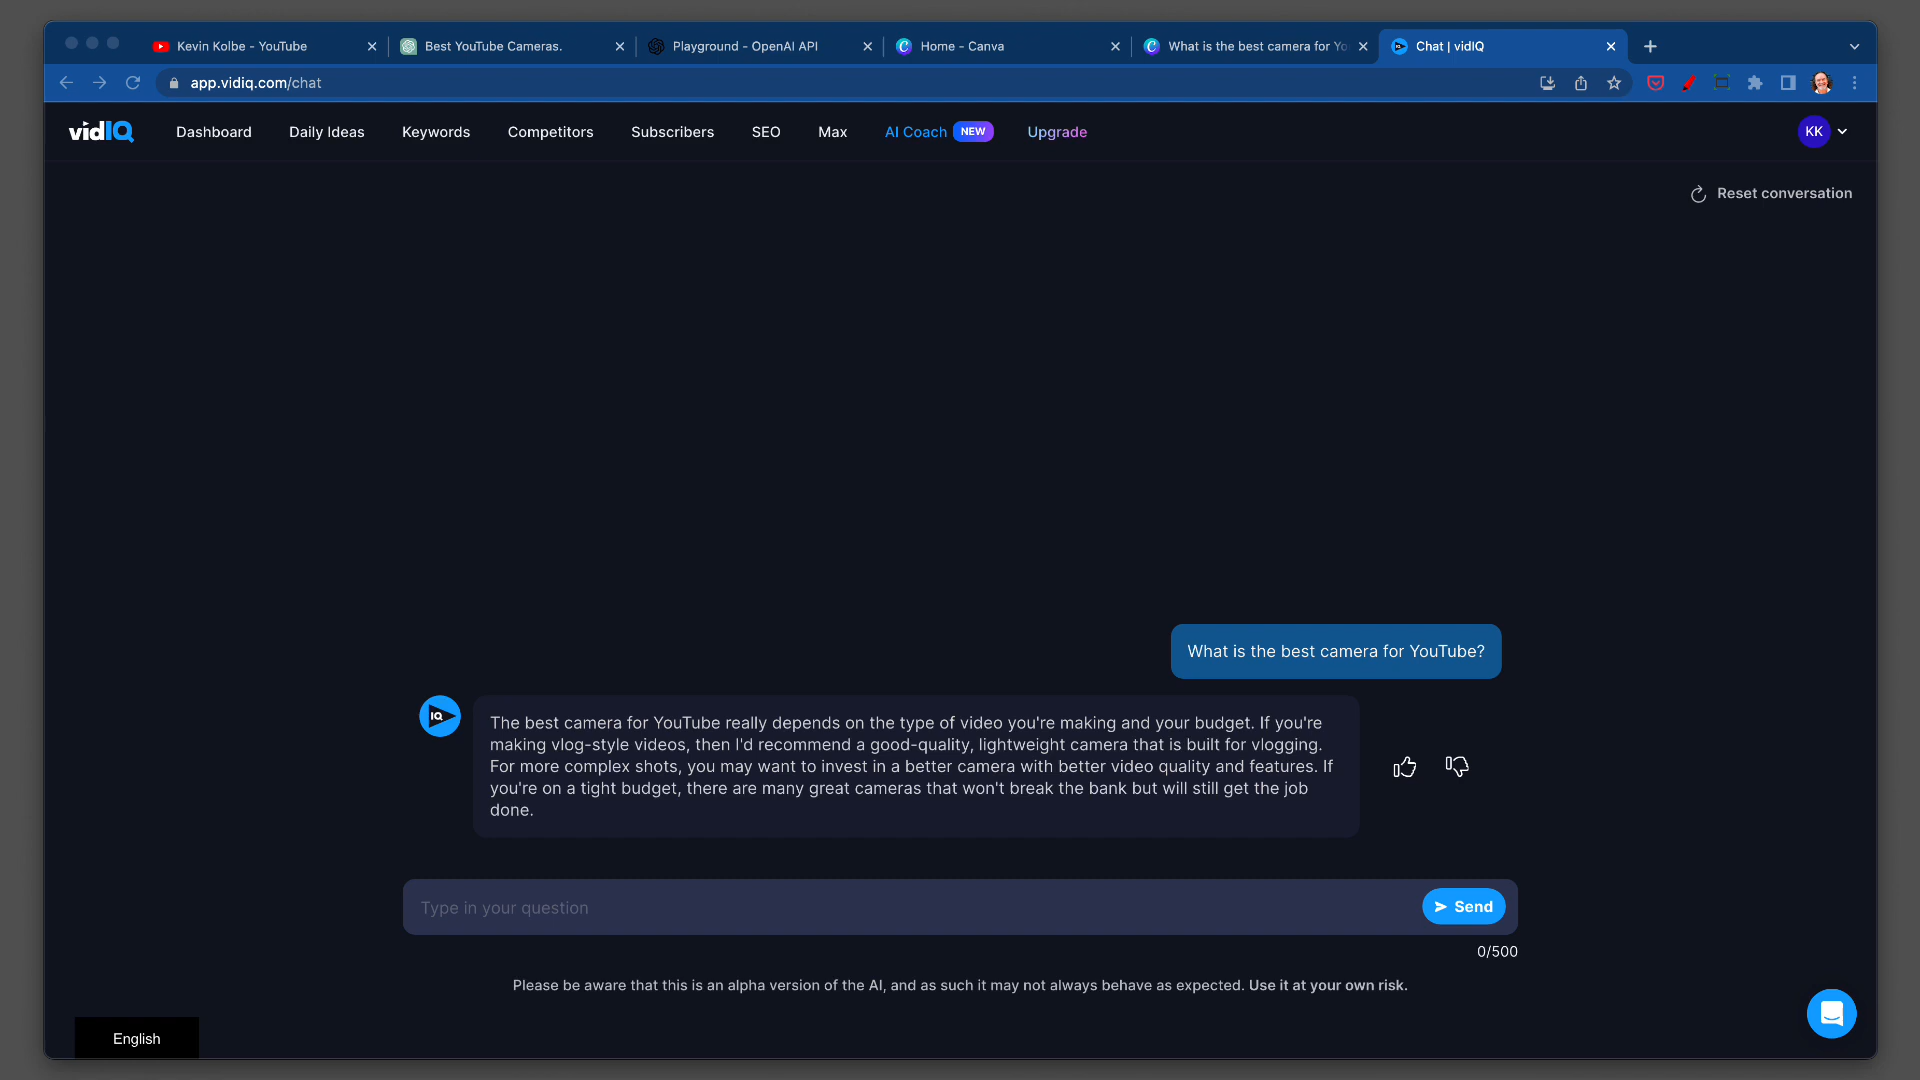 Kevin Kolbe - YouTube
Best YouTube Cameras.
Playground - OpenAI API
Home - Canva
What is the best camera for Yo
Chat | vidIQ
app.vidiq.com/chat
vidIQ
Dashboard
Daily Ideas
Keywords
Competitors
Subscribers
SEO
Max
AI Coach NEW
Upgrade
KK
Reset conversation
What is the best camera for YouTube?
IQ
The best camera for YouTube really depends on the type of video you're making and your budget. If you're
making vlog-style videos, then I'd recommend a good-quality, lightweight camera that is built for vlogging.
For more complex shots, you may want to invest in a better camera with better video quality and features. If
you're on a tight budget, there are many great cameras that won't break the bank but will still get the job
done.
Type in your question
Send
0/500
Please be aware that this is an alpha version of the AI, and as such it may not always behave as expected. Use it at your own risk.
English